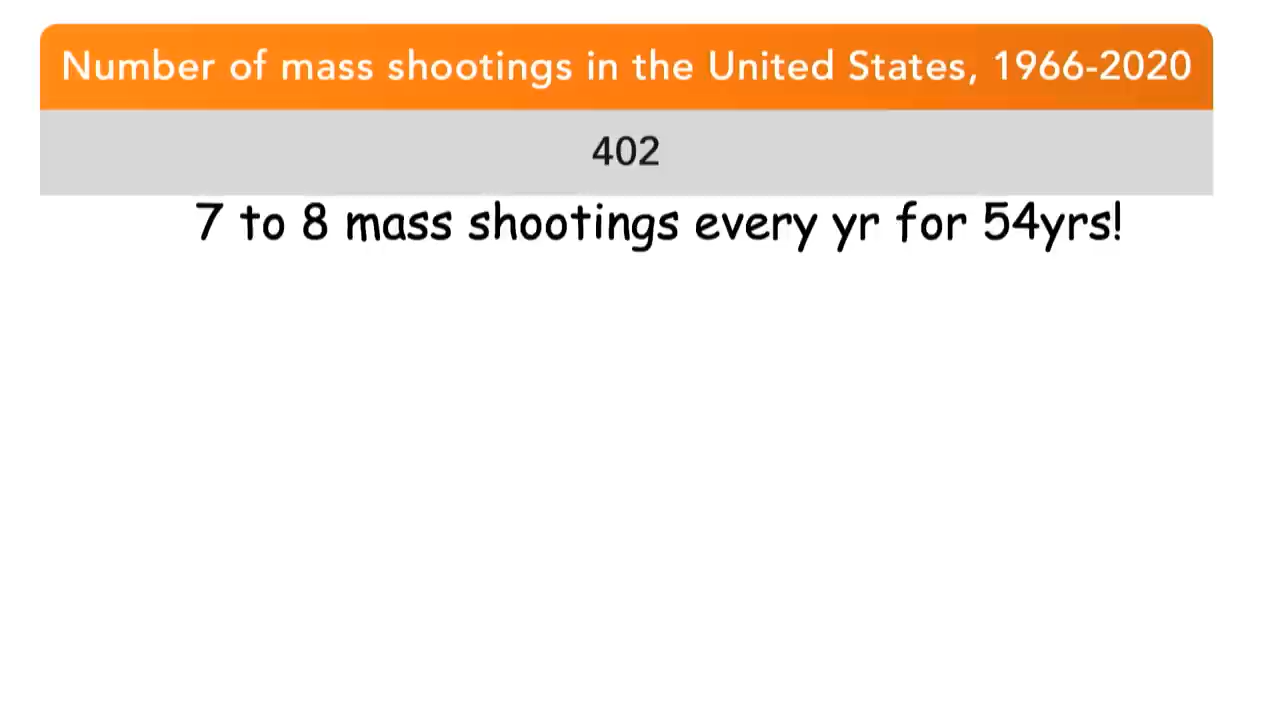 Number of mass shootings in the United States, 1966-2020
402
7 to 8 mass shootings every yr for 54yrs!